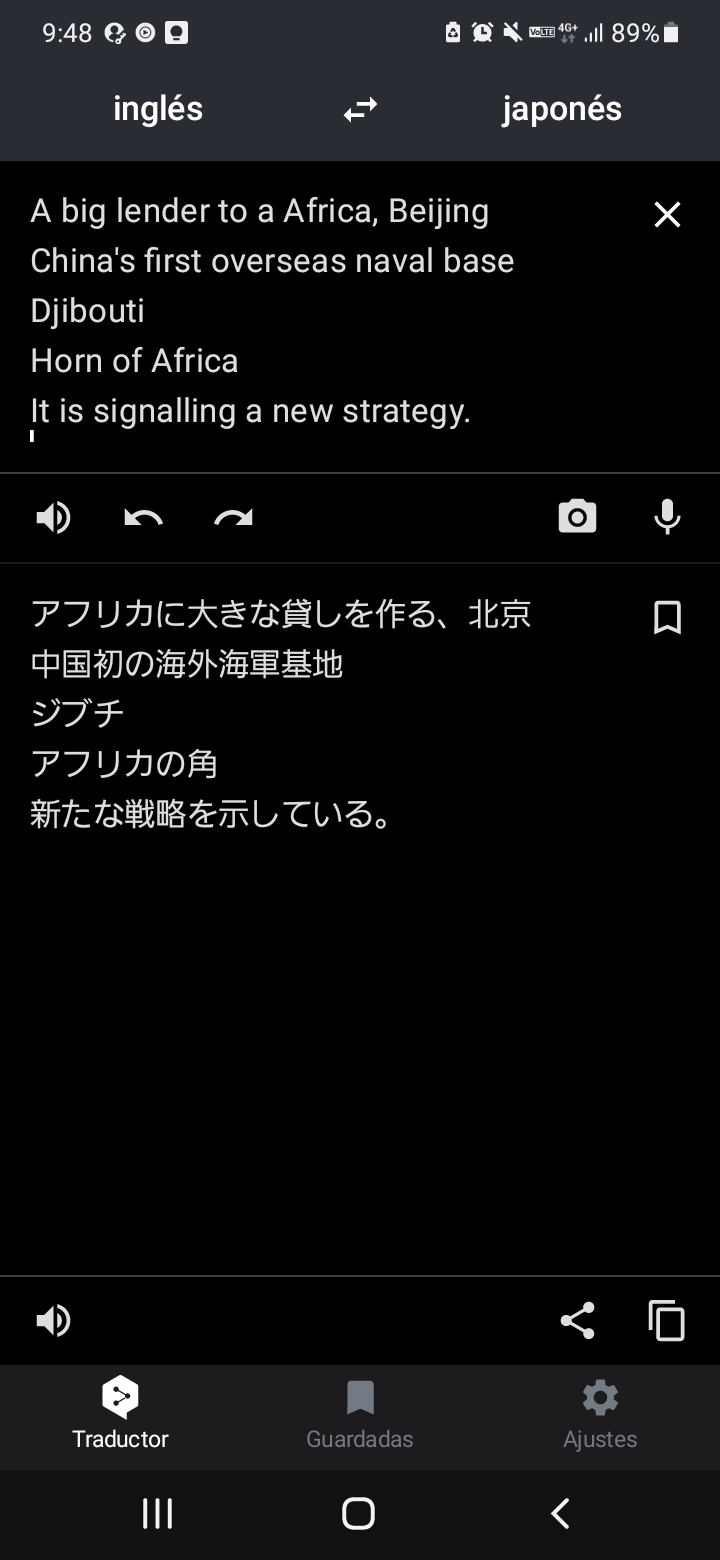 9:48 VoLTE 4G+ 89%
inglés japonés
A big lender to a Africa, Beijing
China's first overseas naval base
Djibouti
Horn of Africa
It is signalling a new strategy.
アフリカに大きな貸しを作る、北京
中国初の海外海軍基地
ジブチ
アフリカの角
新たな戦略を示している。
Traductor Guardadas Ajustes